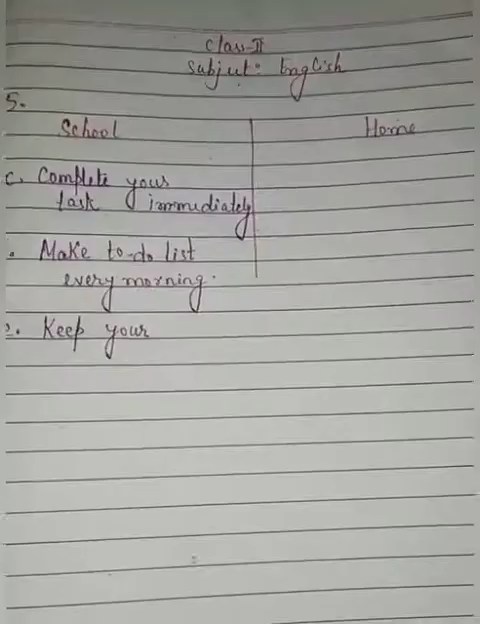 Class-II
Subject: English
5.
School Home
c. Complete your
task immediately
. Make to-do list
every morning.
. Keep your